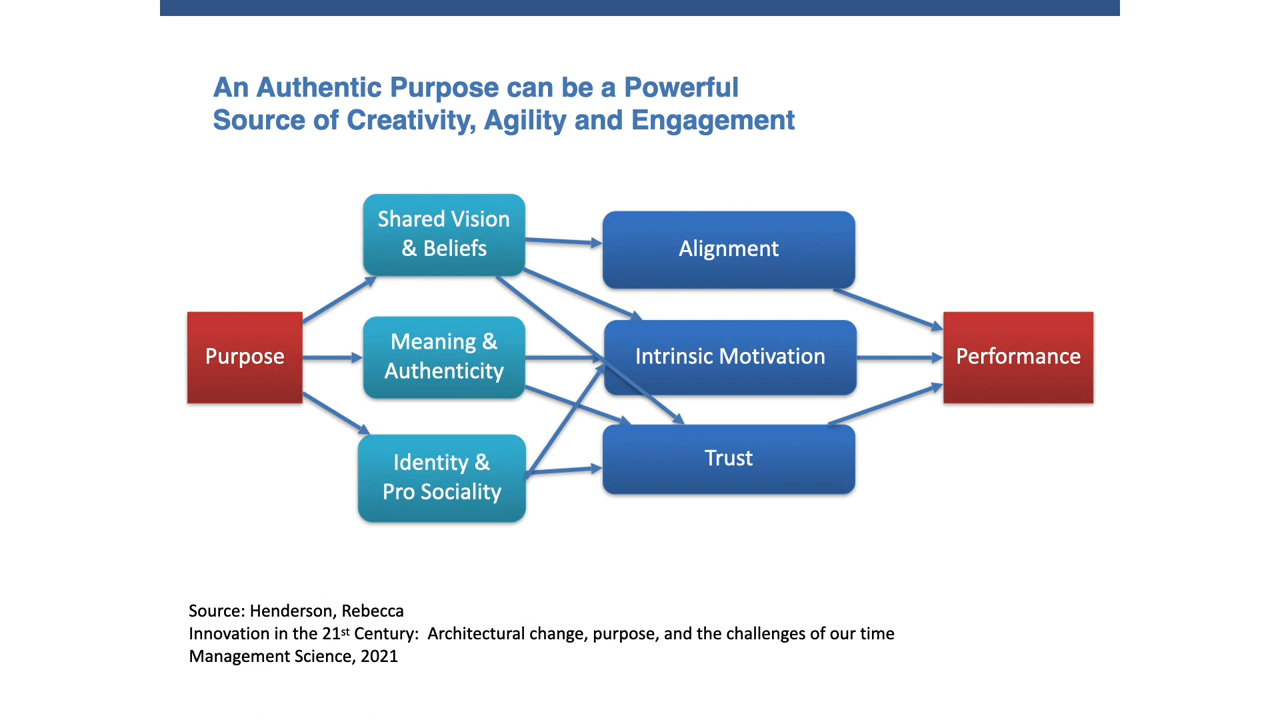 An Authentic Purpose can be a Powerful
Source of Creativity, Agility and Engagement
Shared Vision
& Beliefs
Alignment
Meaning &
Authenticity
Purpose
Intrinsic Motivation
Performance
Identity &
Pro Sociality
Trust
Source: Henderson, Rebecca
Innovation in the 21st Century:  Architectural change, purpose, and the challenges of our time
Management Science, 2021